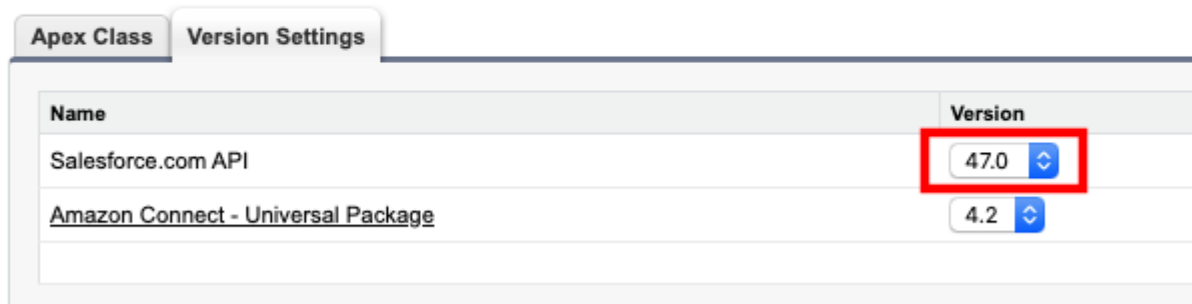 Apex Class Version Settings
Name Version
Salesforce.com API 47.0
Amazon Connect - Universal Package 4.2